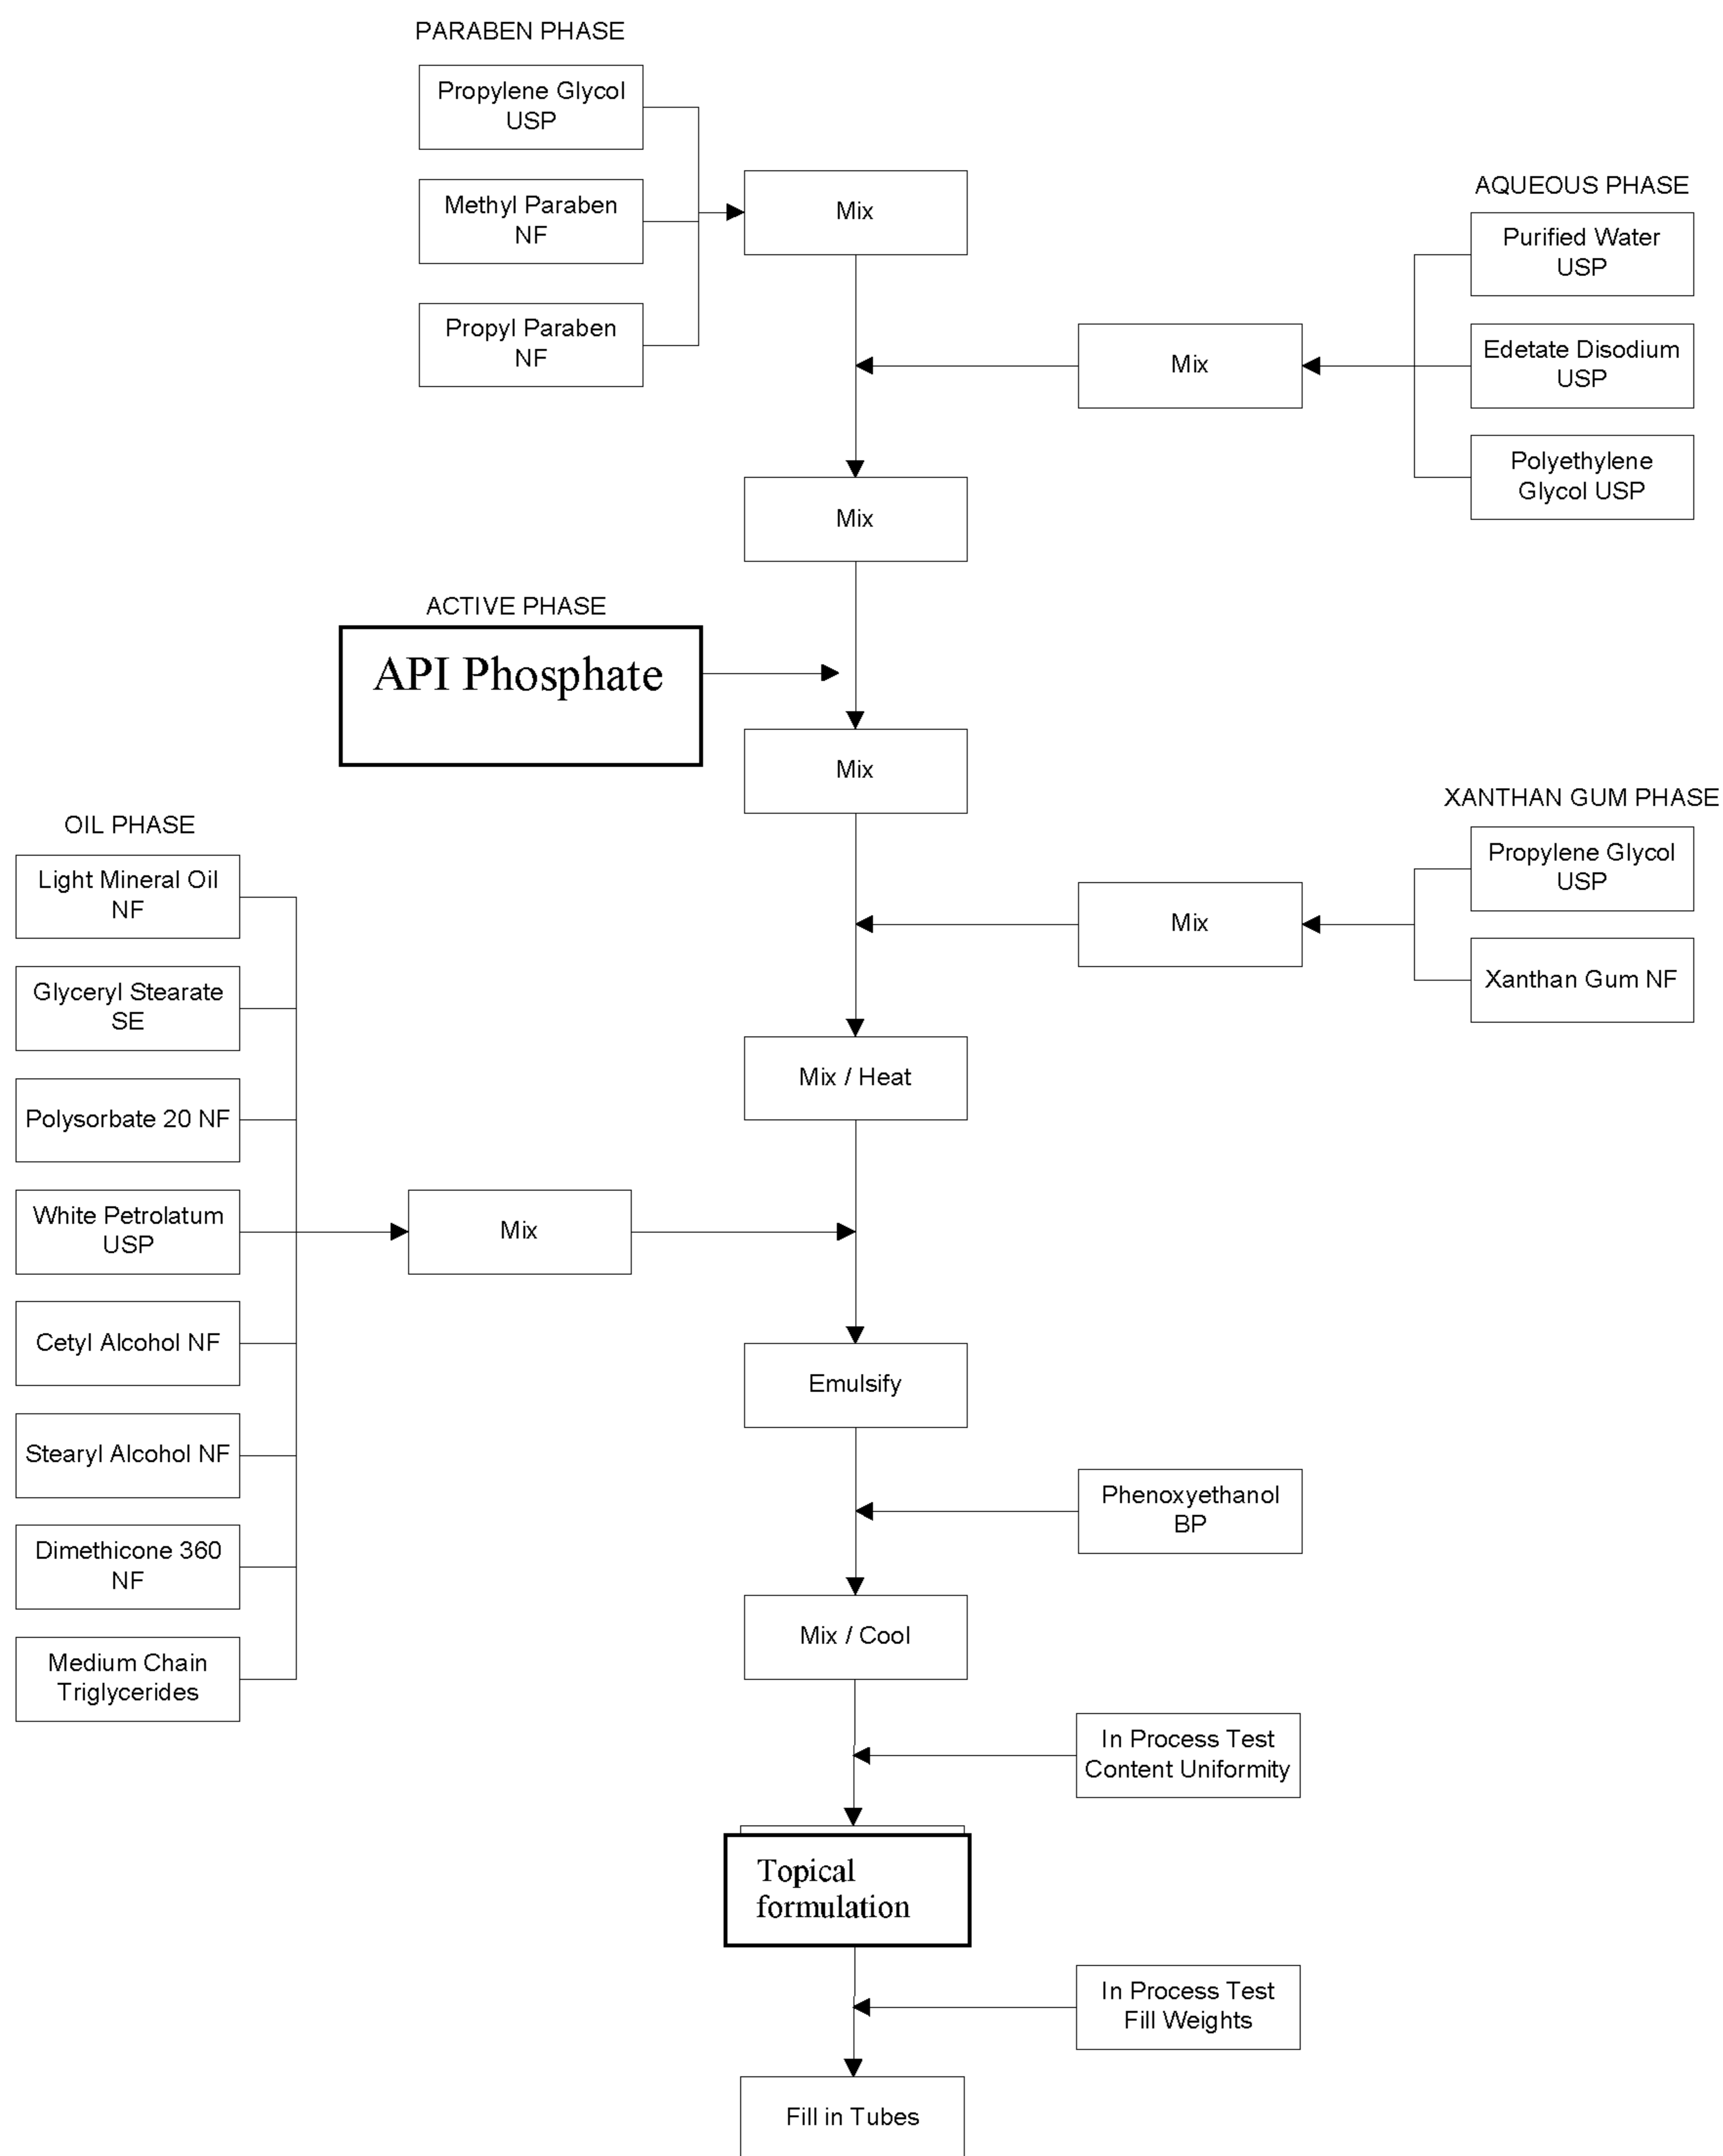 PARABEN PHASE
Propylene Glycol
USP
Methyl Paraben
NF
Propyl Paraben
NF
Mix
AQUEOUS PHASE
Purified Water
USP
Edetate Disodium
USP
Polyethylene
Glycol USP
Mix
Mix
ACTIVE PHASE
API Phosphate
Mix
XANTHAN GUM PHASE
Propylene Glycol
USP
Xanthan Gum NF
Mix
Mix / Heat
OIL PHASE
Light Mineral Oil
NF
Glyceryl Stearate
SE
Polysorbate 20 NF
White Petrolatum
USP
Cetyl Alcohol NF
Stearyl Alcohol NF
Dimethicone 360
NF
Medium Chain
Triglycerides
Mix
Emulsify
Phenoxyethanol
BP
Mix / Cool
In Process Test
Content Uniformity
Topical
formulation
In Process Test
Fill Weights
Fill in Tubes